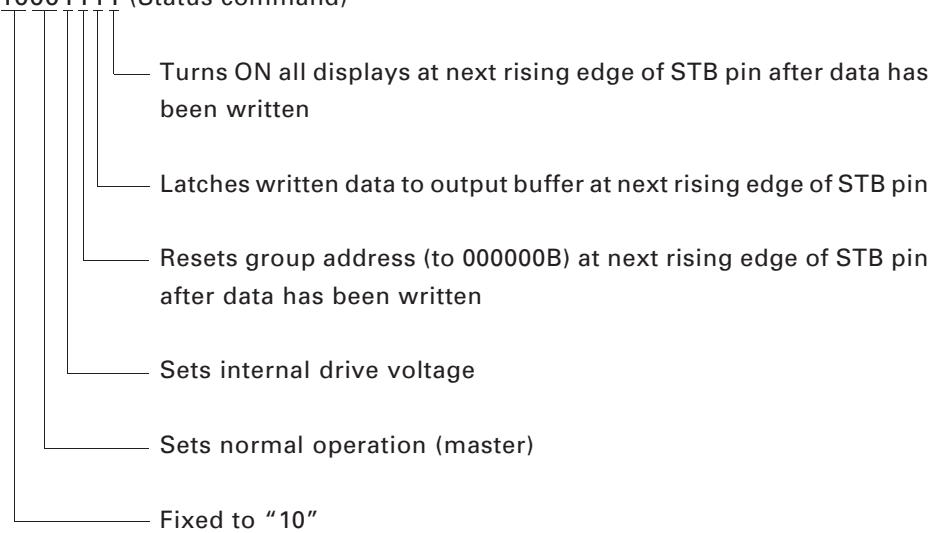 10001111 (Status command)
Turns ON all displays at next rising edge of STB pin after data has
been written
Latches written data to output buffer at next rising edge of STB pin
Resets group address (to 000000B) at next rising edge of STB pin
after data has been written
Sets internal drive voltage
Sets normal operation (master)
Fixed to “10”